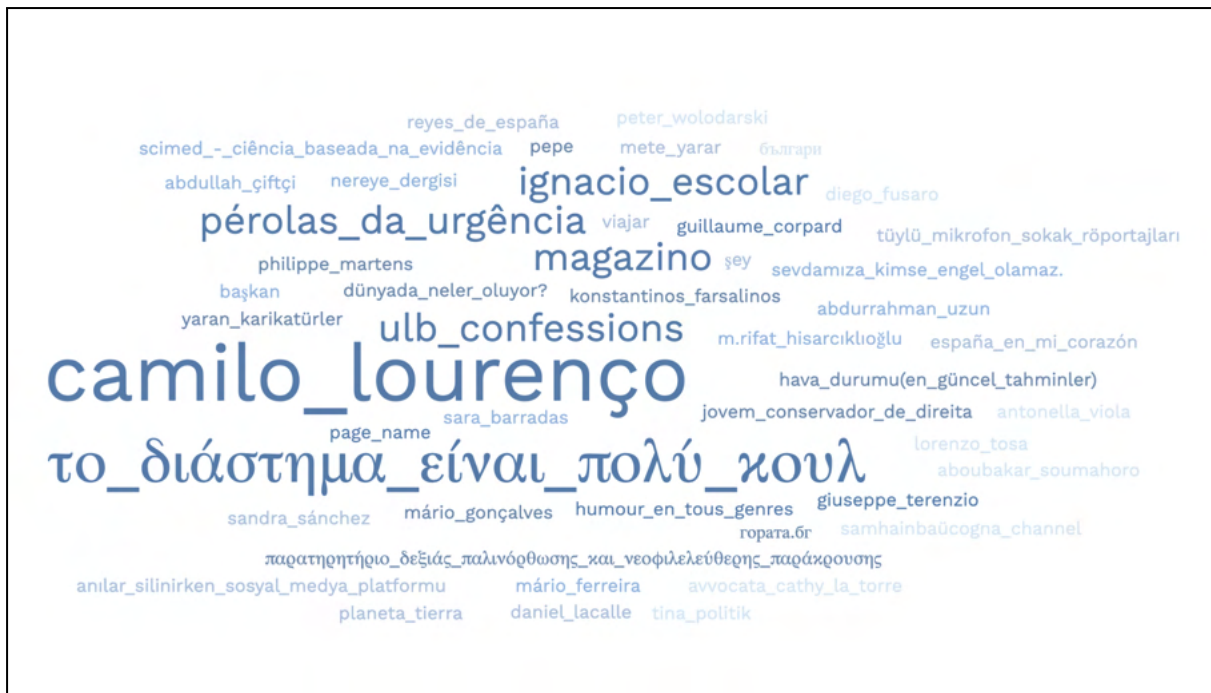 reyes_de_españa peter_wolodarski
scimed_-_ciência_baseada_na_evidência pepe mete_yarar българи
abdullah_çiftçi nereye_dergisi ignacio_escolar diego_fusaro
pérolas_da_urgência viajar guillaume_corpard tüylü_mikrofon_sokak_röportajları
philippe_martens magazino şey sevdamıza_kimse_engel_olamaz.
başkan dünyada_neler_oluyor? konstantinos_farsalinos abdurrahman_uzun
yaran_karikatürler ulb_confessions m.rifat_hisarcıklıoğlu españa_en_mi_corazón
camilo_lourenço hava_durumu(en_güncel_tahminler)
sara_barradas jovem_conservador_de_direita antonella_viola
page_name lorenzo_tosa
το_διάστημα_είναι_πολύ_κουλ aboubakar_soumahoro
sandra_sánchez mário_gonçalves humour_en_tous_genres giuseppe_terenzio
гората.бг samhainbaücogna_channel
παρατηρητήριο_δεξιάς_παλινόρθωσης_και_νεοφιλελεύθερης_παράκρουσης
anılar_silinirken_sosyal_medya_platformu mário_ferreira avvocata_cathy_la_torre
planeta_tierra daniel_lacalle tina_politik